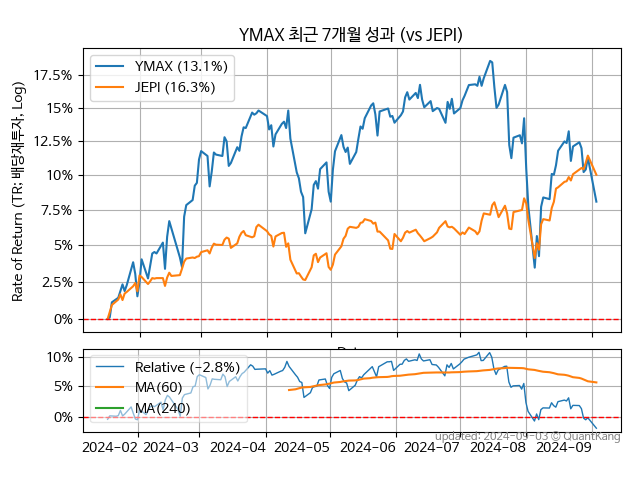 YMAX 최근 7개월 성과 (vs JEPI)
Rate of Return (TR: 배당재투자, Log)
17.5%
15%
12.5%
10%
7.5%
5%
2.5%
0%
YMAX (13.1%)
JEPI (16.3%)
10%
5%
0%
Relative (−2.8%)
MA(60)
MA(240)
2024-02 2024-03 2024-04 2024-05 2024-06 2024-07 2024-08 2024-09
updated: 2024-09-03 © QuantKang